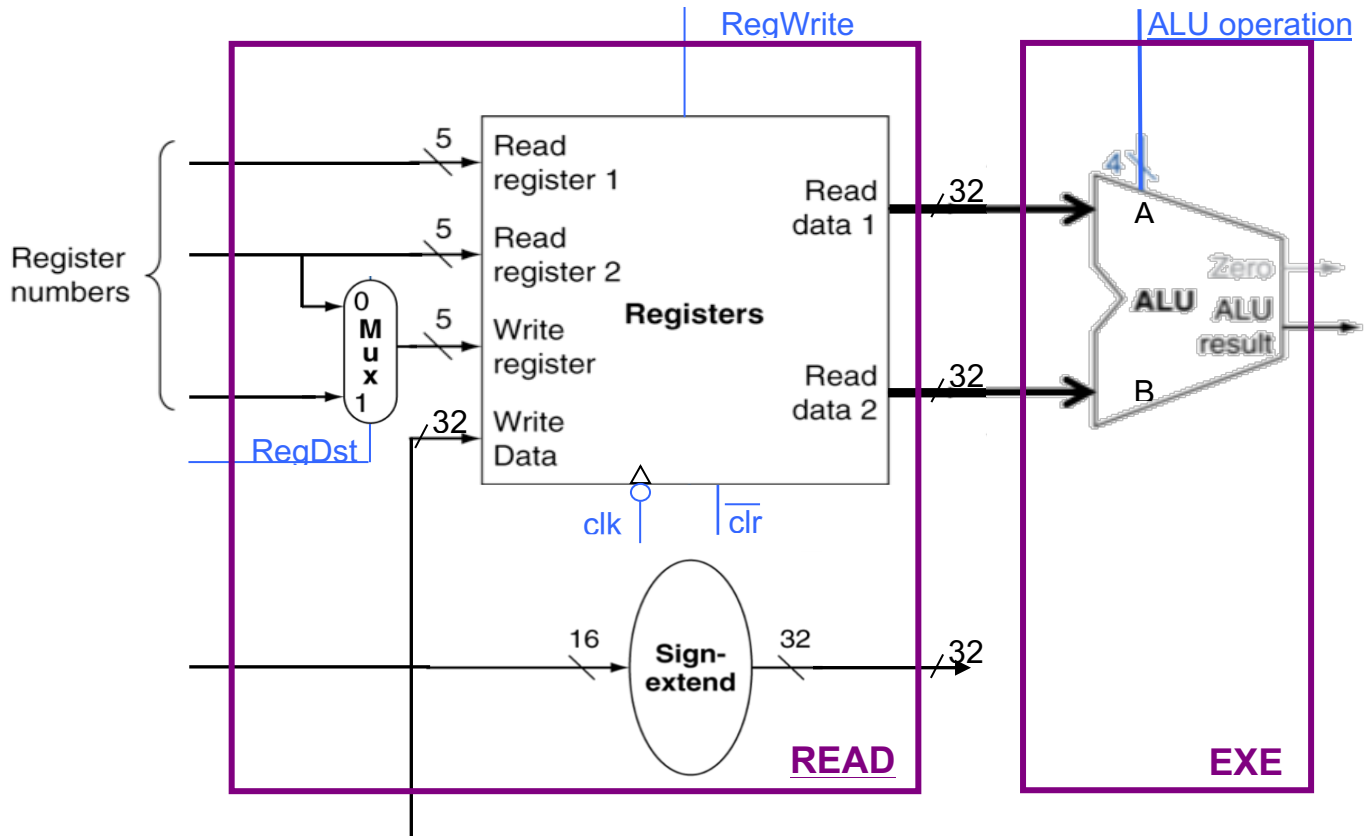 RegWrite
ALU operation
5
Read
register 1
5
Read
register 2
Register
numbers
0
Mux
1
5
Write
register
32
Write
Data
RegDst
Registers
Read
data 1
Read
data 2
clk
clr
32
32
4
A
B
ALU
Zero
ALU
result
16
Sign-
extend
32
32
READ
EXE